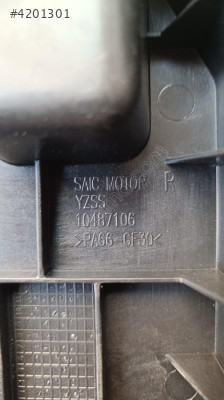 #4201301
SAIC MOTOR R
YZSS
10487106
>PA66-GF30<